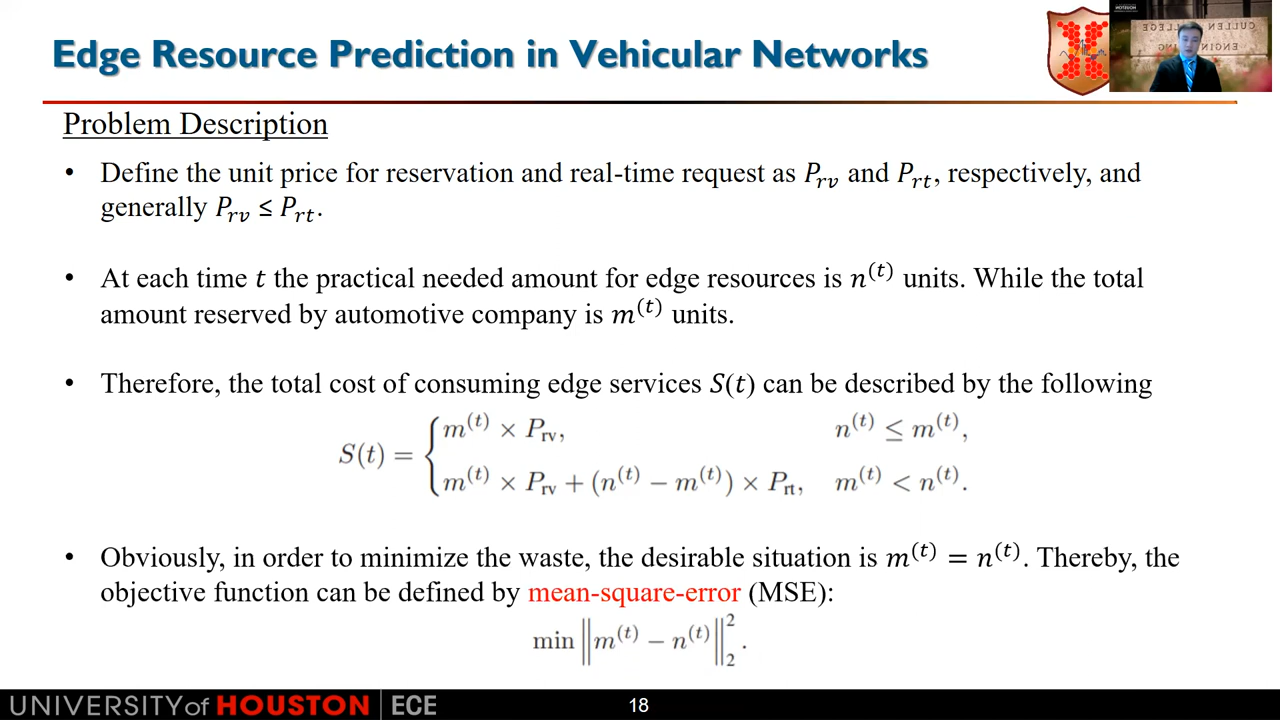 Edge Resource Prediction in Vehicular Networks
CULLEN COLLEGE
Problem Description
• Define the unit price for reservation and real-time request as P_rv and P_rt, respectively, and
generally P_rv ≤ P_rt.
• At each time t the practical needed amount for edge resources is n^(t) units. While the total
amount reserved by automotive company is m^(t) units.
• Therefore, the total cost of consuming edge services S(t) can be described by the following
S(t) = { m^(t) × P_rv, n^(t) ≤ m^(t),
m^(t) × P_rv + (n^(t) − m^(t)) × P_rt, m^(t) < n^(t).
• Obviously, in order to minimize the waste, the desirable situation is m^(t) = n^(t). Thereby, the
objective function can be defined by mean-square-error (MSE):
min ‖m^(t) − n^(t)‖_2^2.
UNIVERSITY of HOUSTON | ECE
18